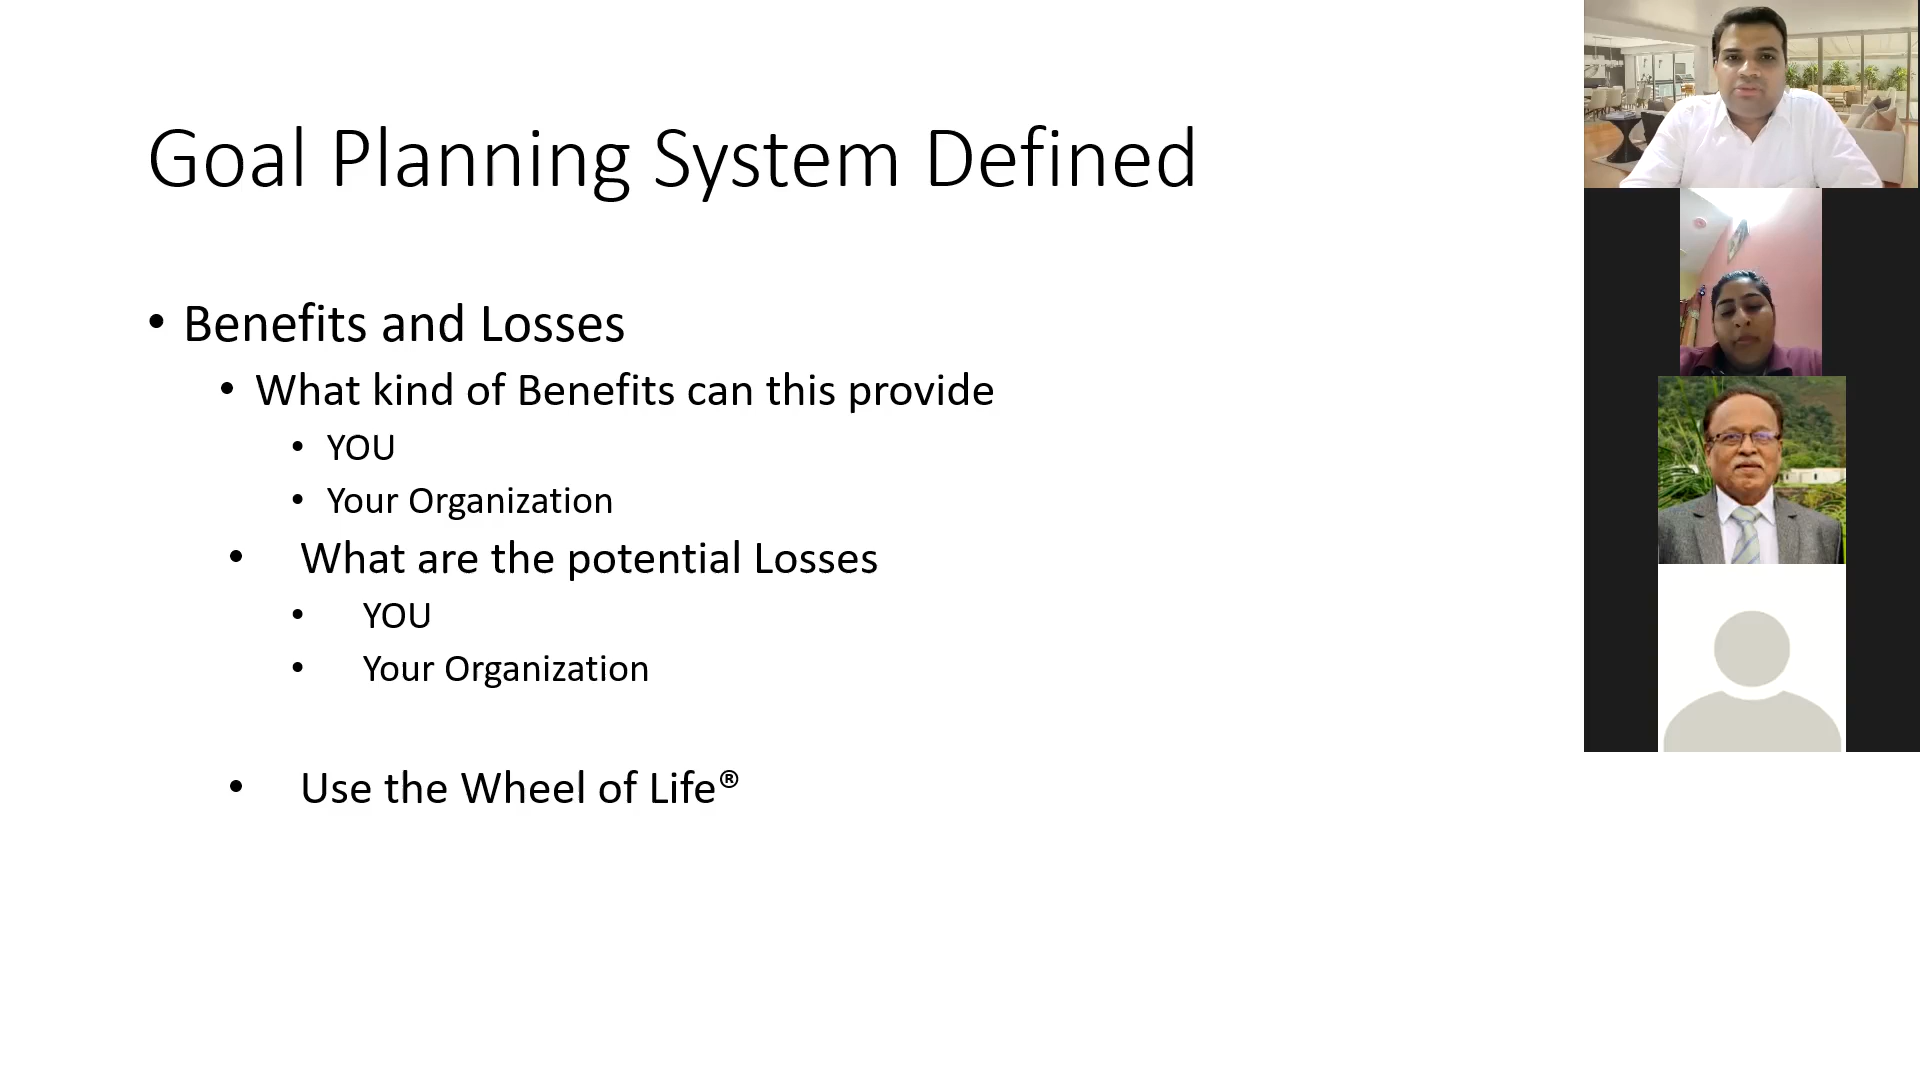 Goal Planning System Defined
• Benefits and Losses
• What kind of Benefits can this provide
• YOU
• Your Organization
• What are the potential Losses
• YOU
• Your Organization
• Use the Wheel of Life®